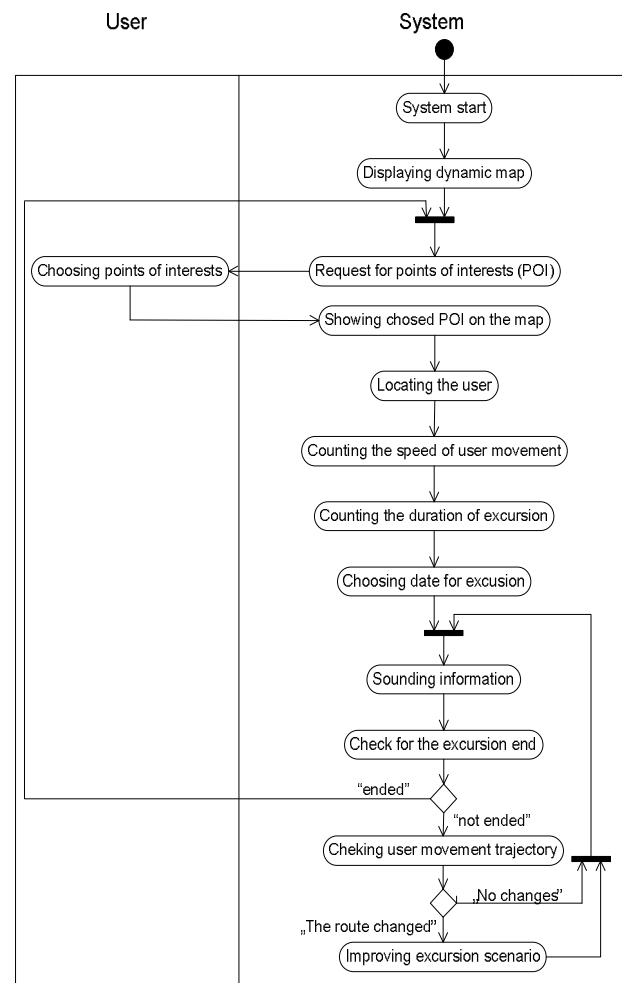 User
System
System start
Displaying dynamic map
Choosing points of interests
Request for points of interests (POI)
Showing chosed POI on the map
Locating the user
Counting the speed of user movement
Counting the duration of excursion
Choosing date for excusion
Sounding information
Check for the excursion end
“ended”
“not ended”
Cheking user movement trajectory
„No changes”
„The route changed”
Improving excursion scenario